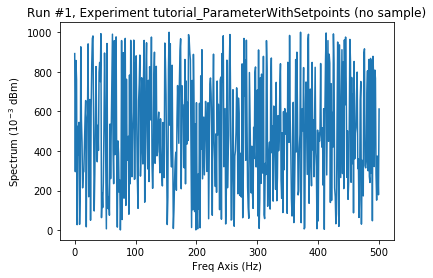 Run #1, Experiment tutorial_ParameterWithSetpoints (no sample)
1000
800
600
400
200
0
Spectrum (10⁻³ dBm)
0 100 200 300 400 500
Freq Axis (Hz)